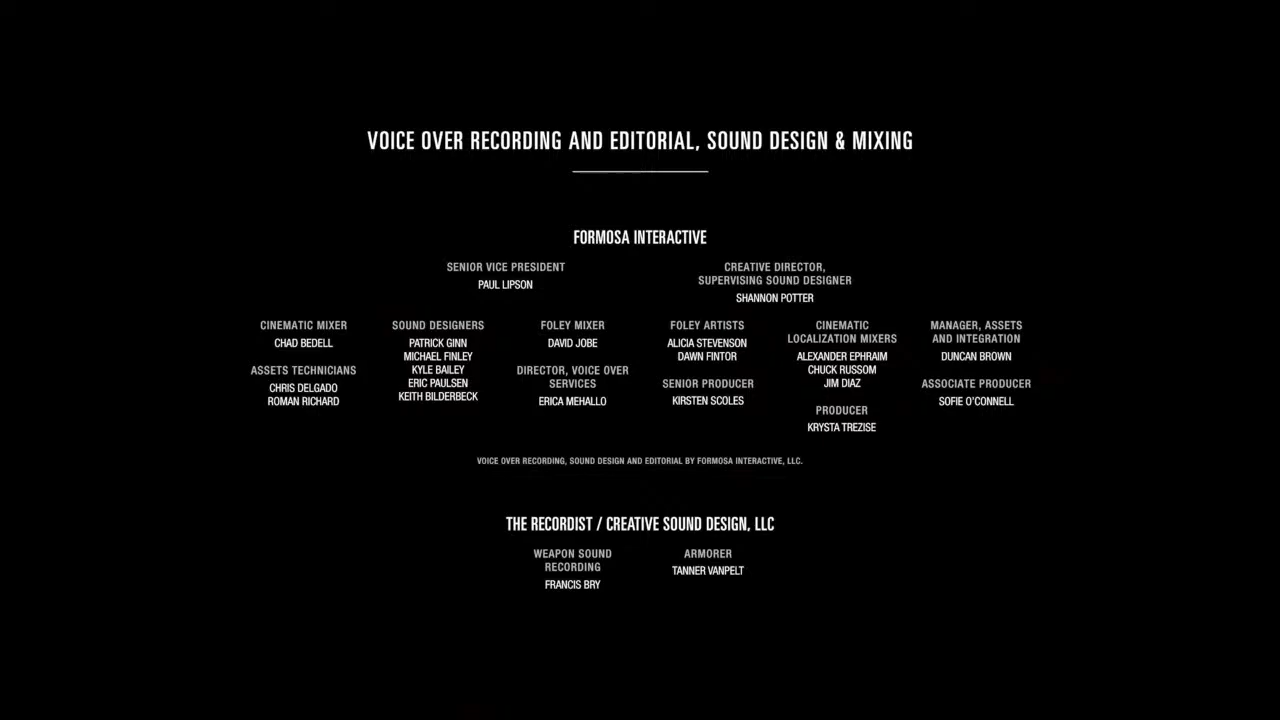 VOICE OVER RECORDING AND EDITORIAL, SOUND DESIGN & MIXING
FORMOSA INTERACTIVE
SENIOR VICE PRESIDENT
PAUL LIPSON
CREATIVE DIRECTOR,
SUPERVISING SOUND DESIGNER
SHANNON POTTER
CINEMATIC MIXER
CHAD BEDELL
ASSETS TECHNICIANS
CHRIS DELGADO
ROMAN RICHARD
SOUND DESIGNERS
PATRICK GINN
MICHAEL FINLEY
KYLE BAILEY
ERIC PAULSEN
KEITH BILDERBECK
FOLEY MIXER
DAVID JOBE
DIRECTOR, VOICE OVER
SERVICES
ERICA MEHALLO
FOLEY ARTISTS
ALICIA STEVENSON
DAWN FINTOR
SENIOR PRODUCER
KIRSTEN SCOLES
CINEMATIC
LOCALIZATION MIXERS
ALEXANDER EPHRAIM
CHUCK RUSSOM
JIM DIAZ
PRODUCER
KRYSTA TREZISE
MANAGER, ASSETS
AND INTEGRATION
DUNCAN BROWN
ASSOCIATE PRODUCER
SOFIE O'CONNELL
VOICE OVER RECORDING, SOUND DESIGN AND EDITORIAL BY FORMOSA INTERACTIVE, LLC.
THE RECORDIST / CREATIVE SOUND DESIGN, LLC
WEAPON SOUND
RECORDING
FRANCIS BRY
ARMORER
TANNER VANPELT